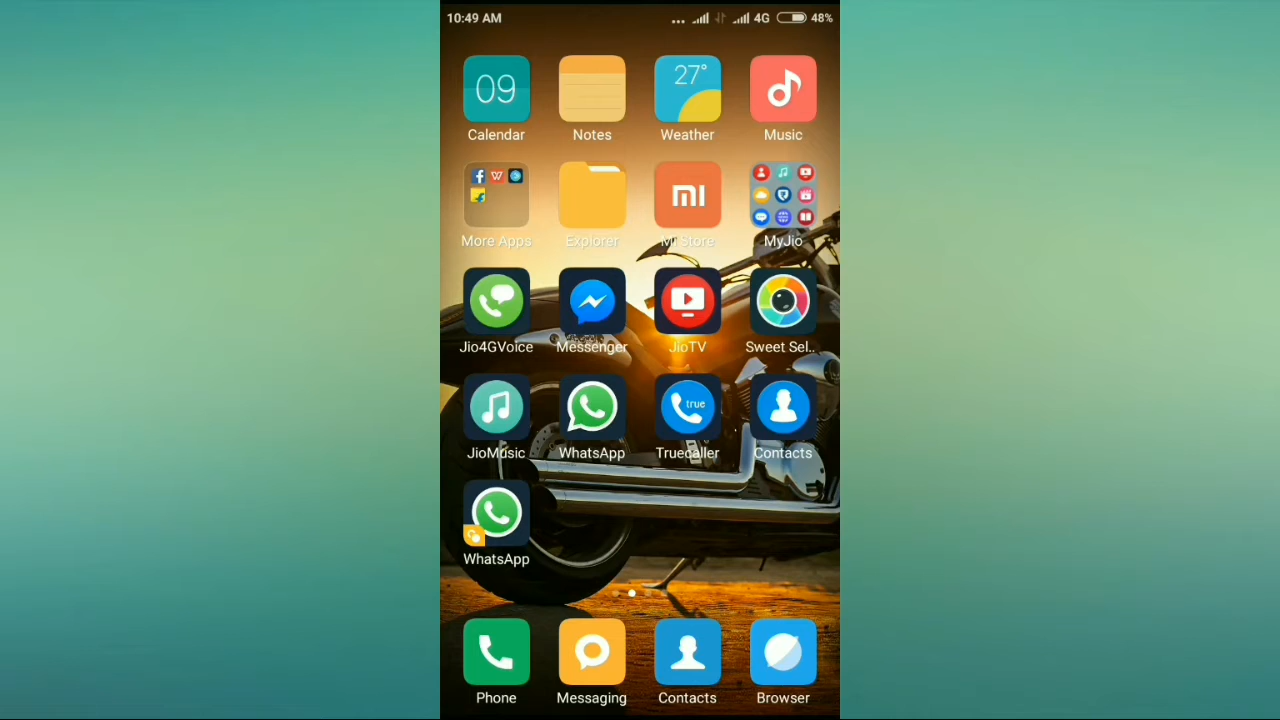 10:49 AM ... 4G 48%
09 27°
Calendar Notes Weather Music
More Apps Explorer Mi Store MyJio
Jio4GVoice Messenger JioTV Sweet Sel..
true
JioMusic WhatsApp Truecaller Contacts
WhatsApp
Phone Messaging Contacts Browser